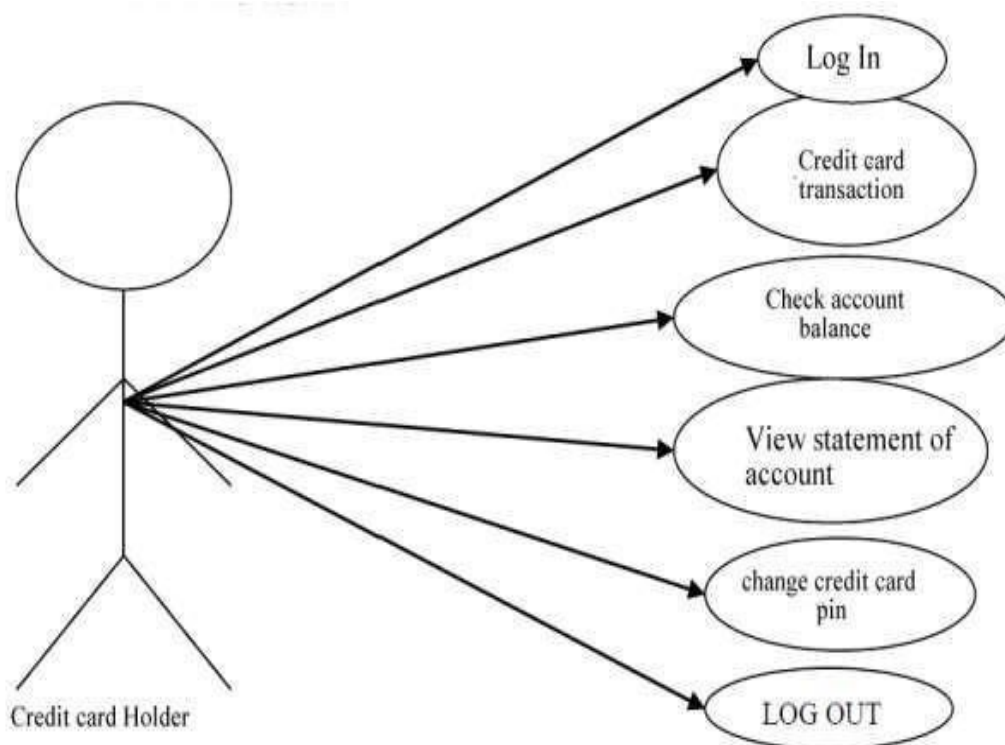 Log In
Credit card
transaction
Check account
balance
View statement of
account
change credit card
pin
LOG OUT
Credit card Holder